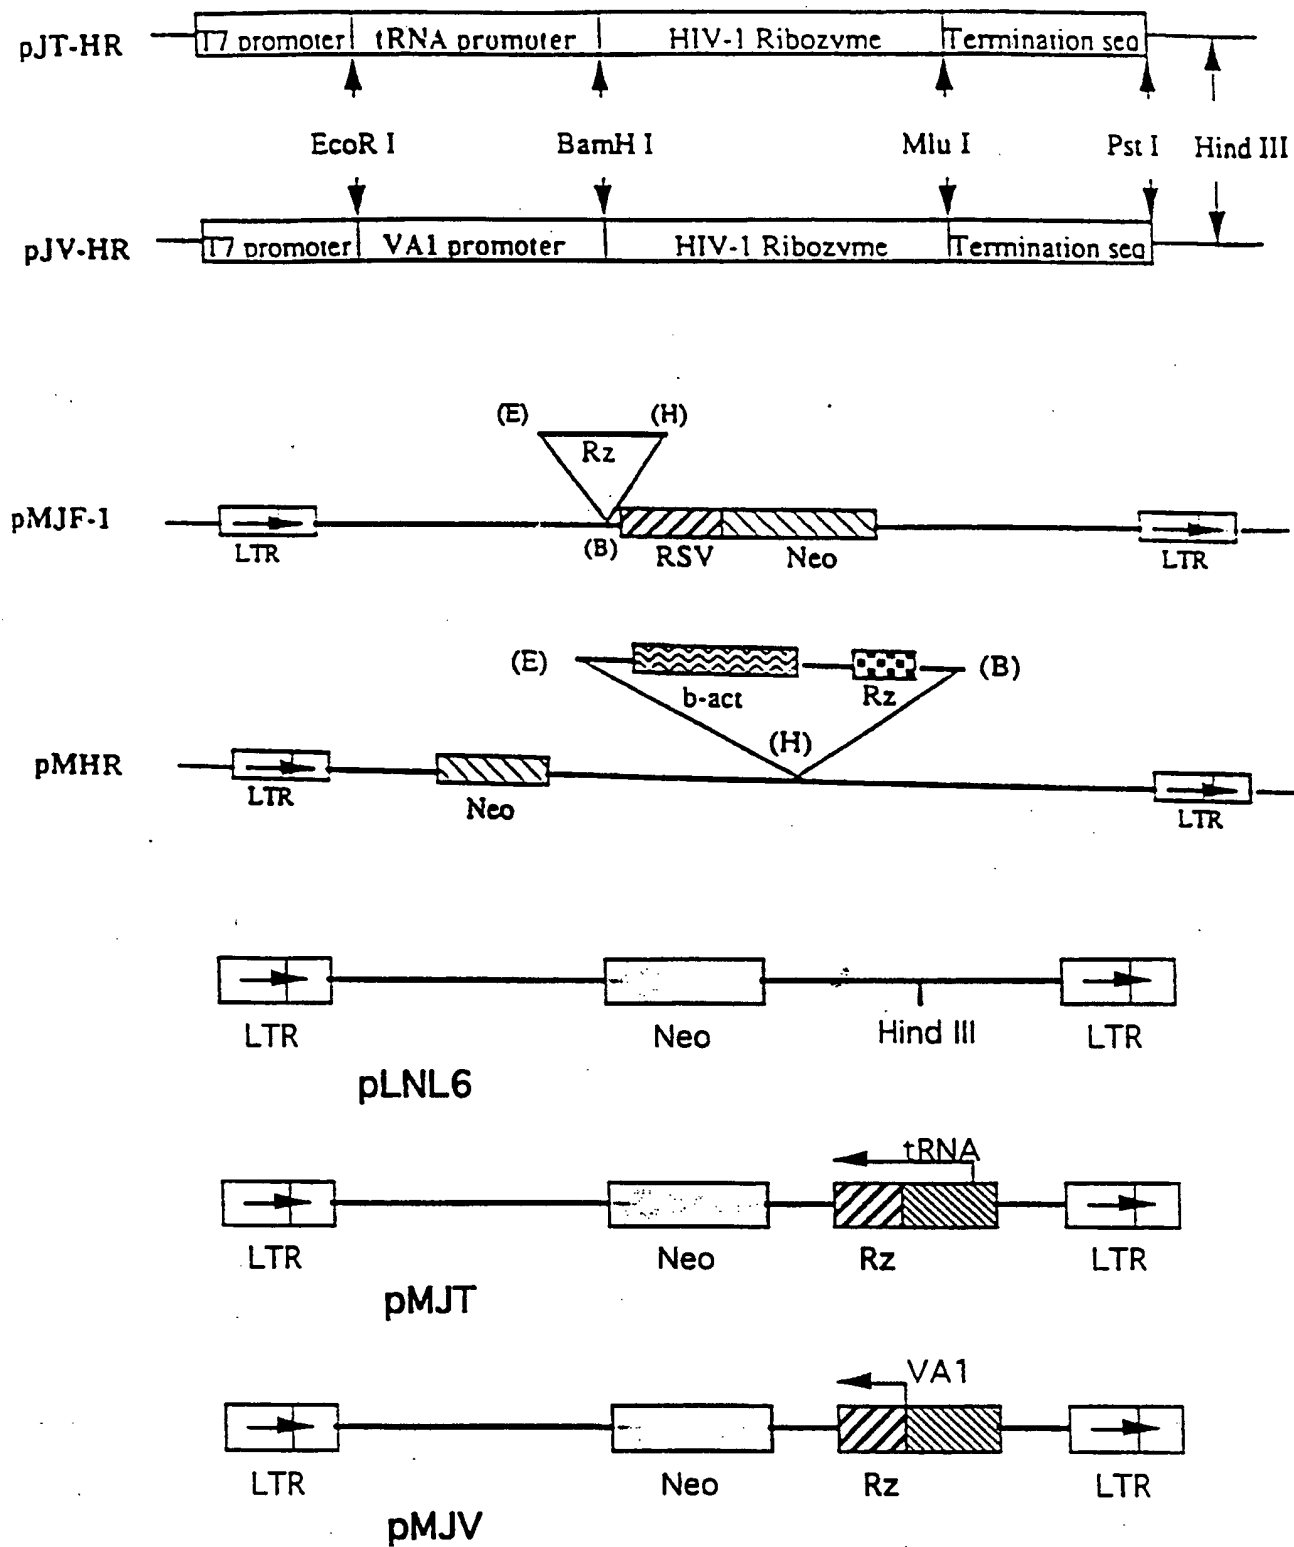 pJT-HR T7 promoter tRNA promoter HIV-1 Ribozyme Termination seq
EcoR I BamH I Mlu I Pst I Hind III
pJV-HR T7 promoter VA1 promoter HIV-1 Ribozyme Termination seq
(E) (H)
Rz
pMJF-1
LTR (B) RSV Neo LTR
(E) (B)
b-act Rz
(H)
pMHR
LTR Neo LTR
LTR Neo Hind III LTR
pLNL6
tRNA
LTR Neo Rz LTR
pMJT
VA1
LTR Neo Rz LTR
pMJV